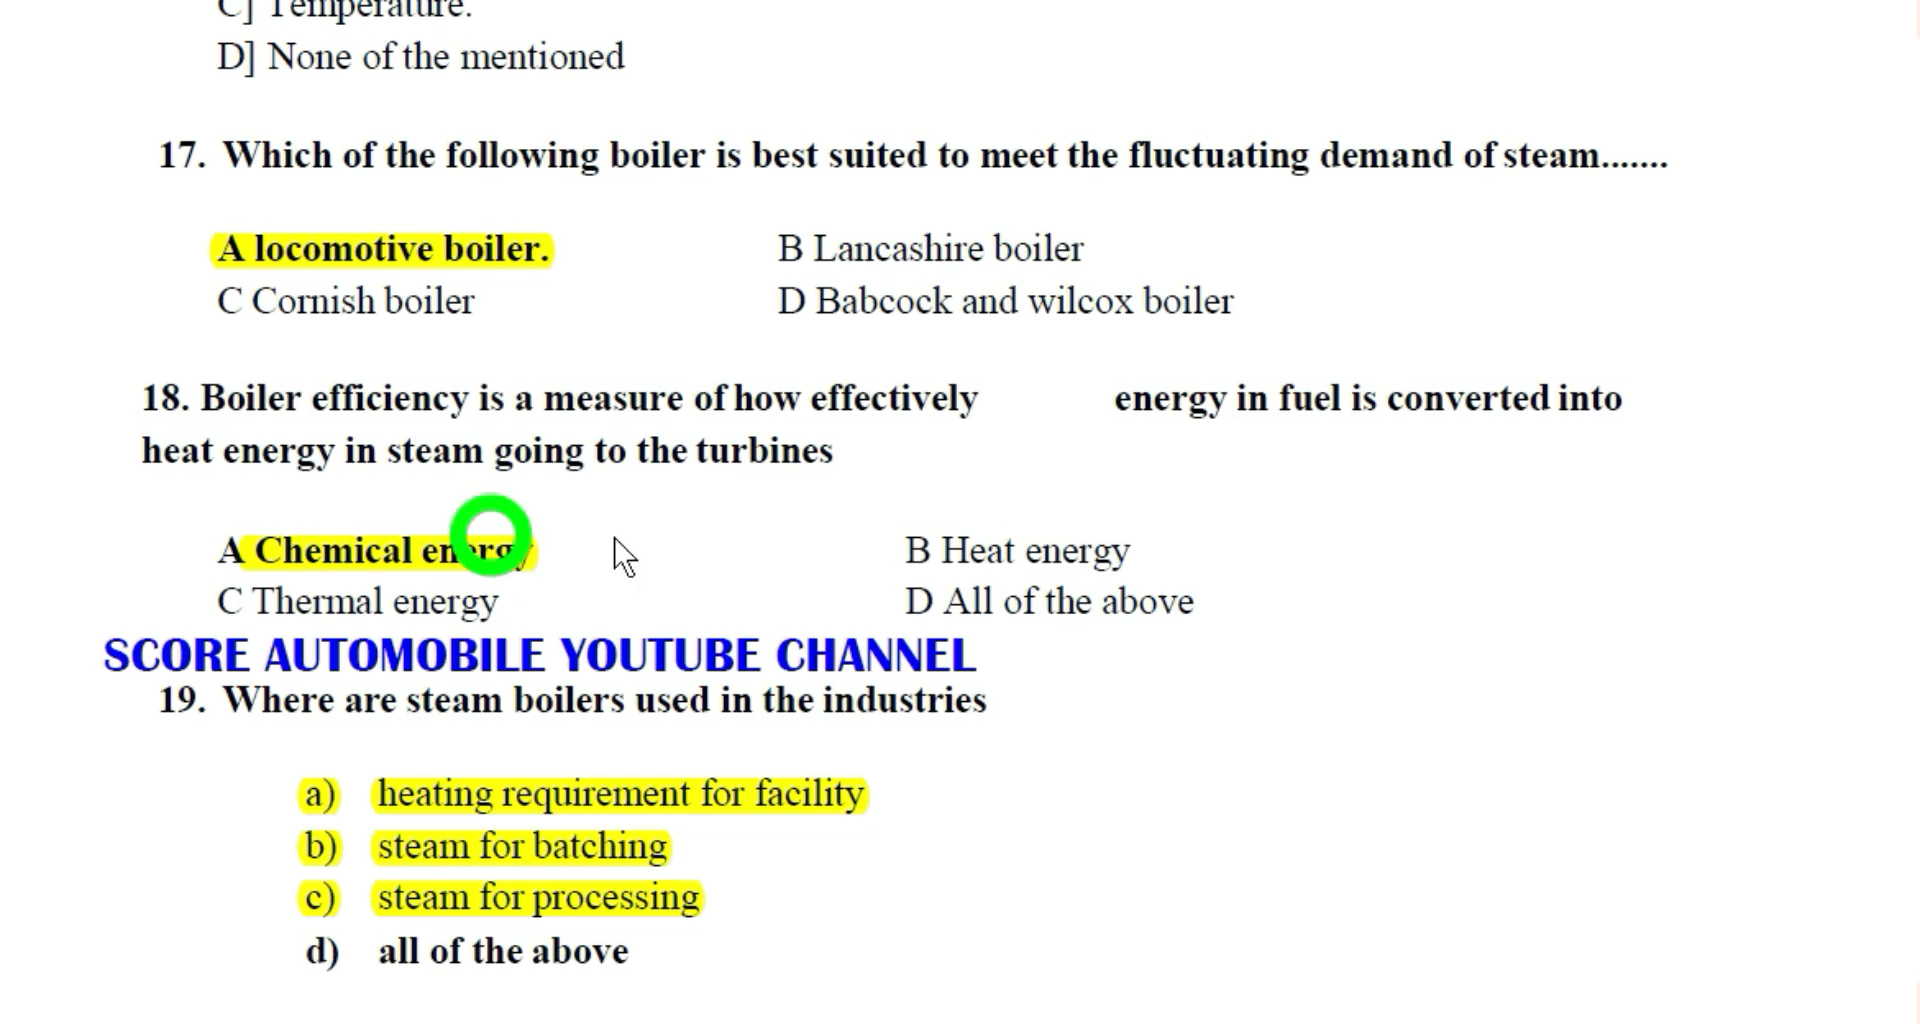 C] Temperature.
D] None of the mentioned
17. Which of the following boiler is best suited to meet the fluctuating demand of steam.......
A locomotive boiler. B Lancashire boiler
C Cornish boiler D Babcock and wilcox boiler
18. Boiler efficiency is a measure of how effectively energy in fuel is converted into
heat energy in steam going to the turbines
A Chemical energy B Heat energy
C Thermal energy D All of the above
SCORE AUTOMOBILE YOUTUBE CHANNEL
19. Where are steam boilers used in the industries
a) heating requirement for facility
b) steam for batching
c) steam for processing
d) all of the above